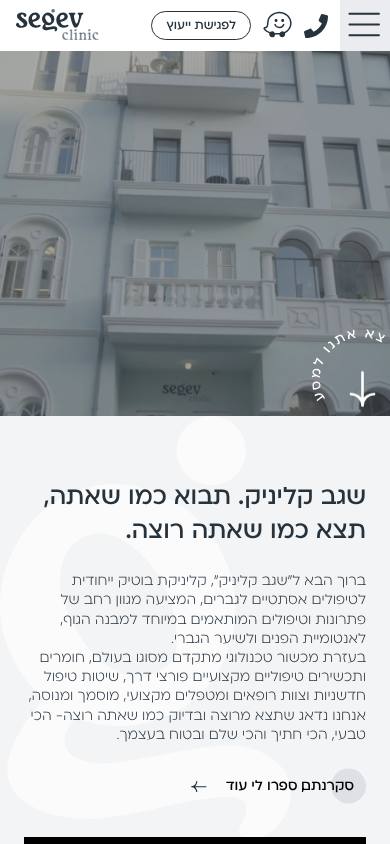 segev
clinic
לפגישת ייעוץ
צא אתנו למסע
segev
clinic
שגב קליניק. תבוא כמו שאתה,
תצא כמו שאתה רוצה.
ברוך הבא ל"שגב קליניק", קליניקת בוטיק ייחודית
לטיפולים אסתטיים לגברים, המציעה מגוון רחב של
פתרונות וטיפולים המותאמים במיוחד למבנה הגוף,
לאנטומיית הפנים ולשיער הגברי.
בעזרת מכשור טכנולוגי מתקדם מסוגו בעולם, חומרים
ותכשירים טיפוליים מקצועיים פורצי דרך, שיטות טיפול
חדשניות וצוות רופאים ומטפלים מקצועי, מוסמך ומנוסה,
אנחנו נדאג שתצא מרוצה ובדיוק כמו שאתה רוצה- הכי
טבעי, הכי חתיך והכי שלם ובטוח בעצמך.
סקרנתם, ספרו לי עוד